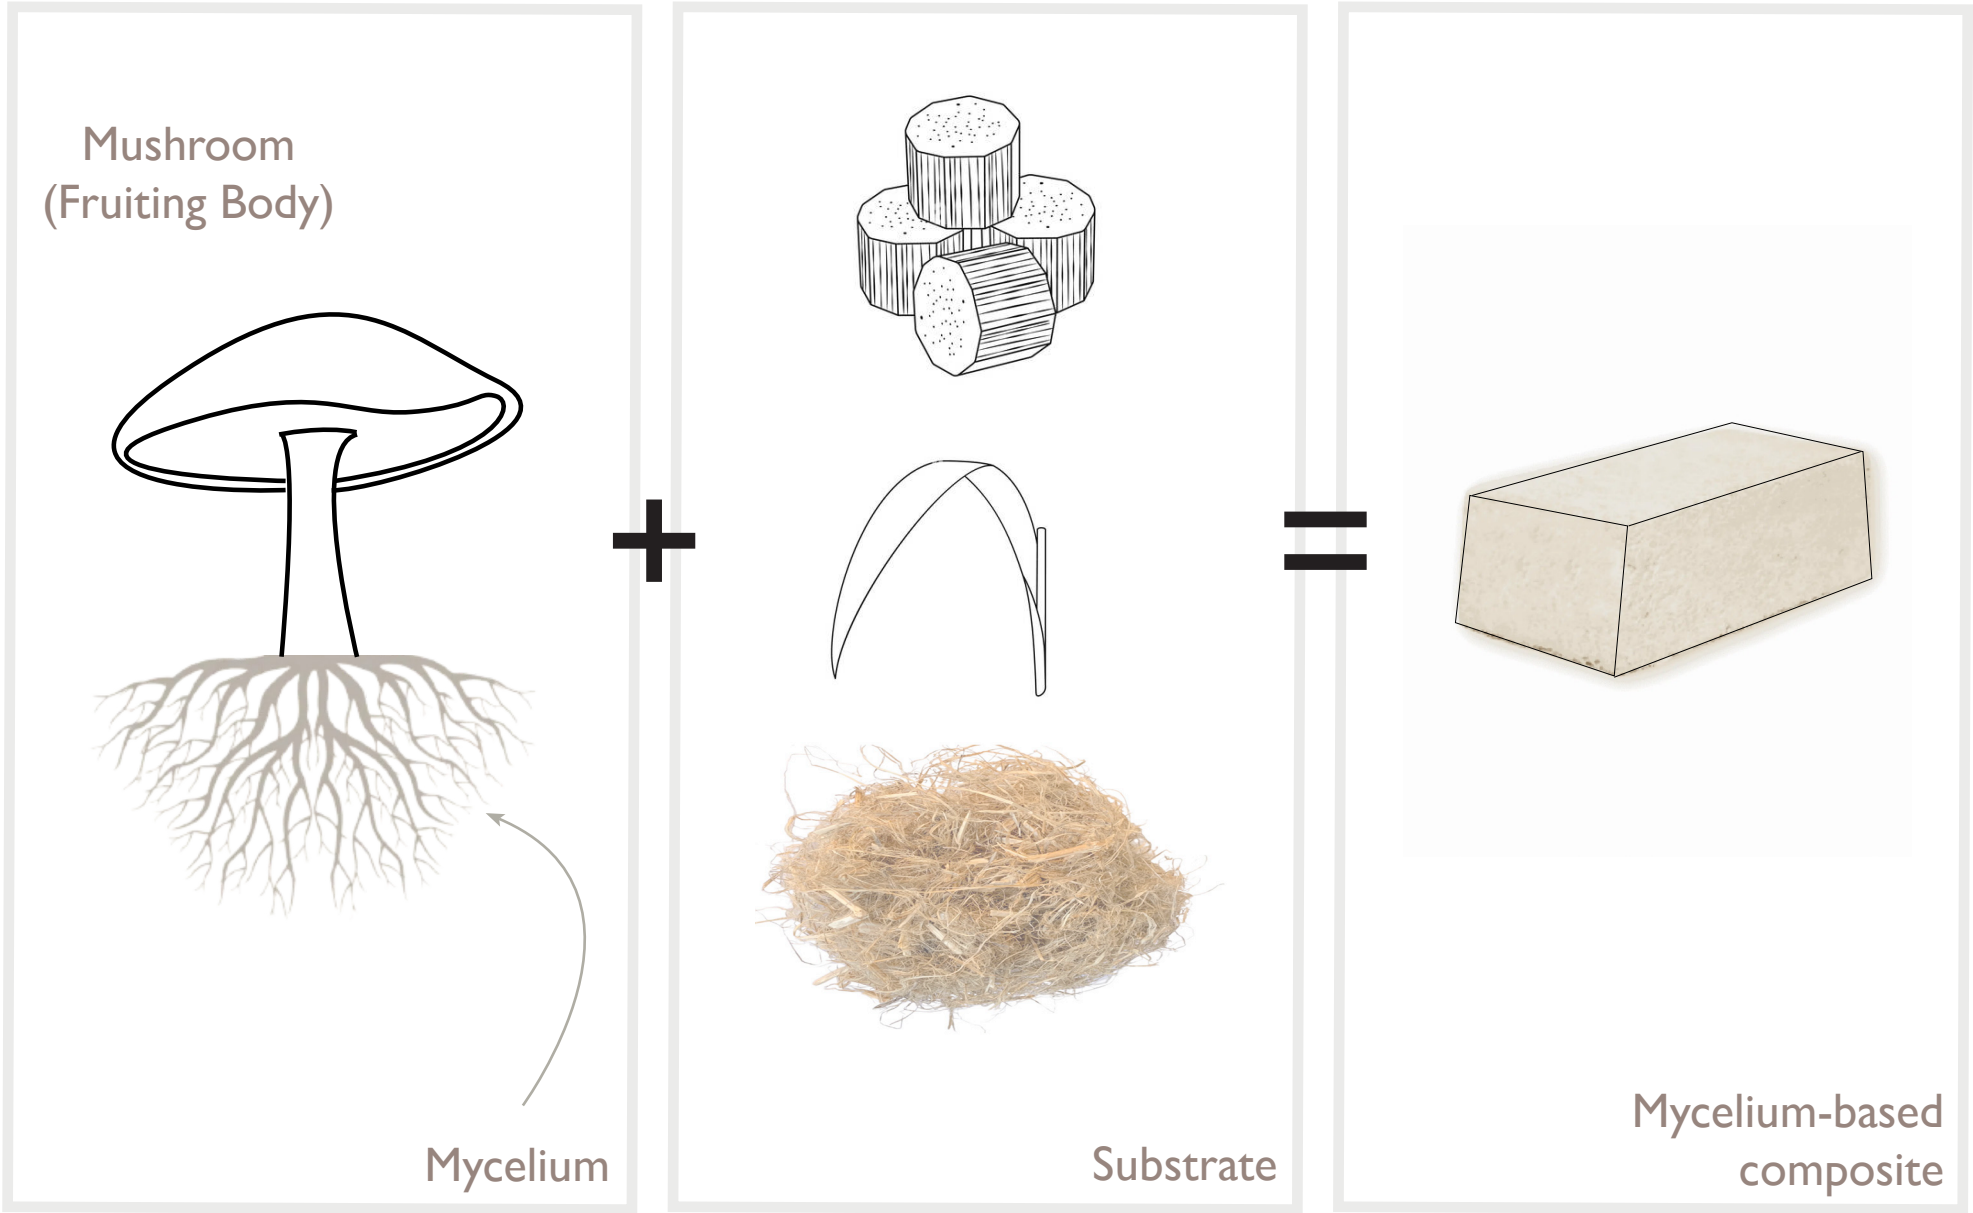 Mushroom
(Fruiting Body)
+
=
Mycelium
Substrate
Mycelium-based
composite